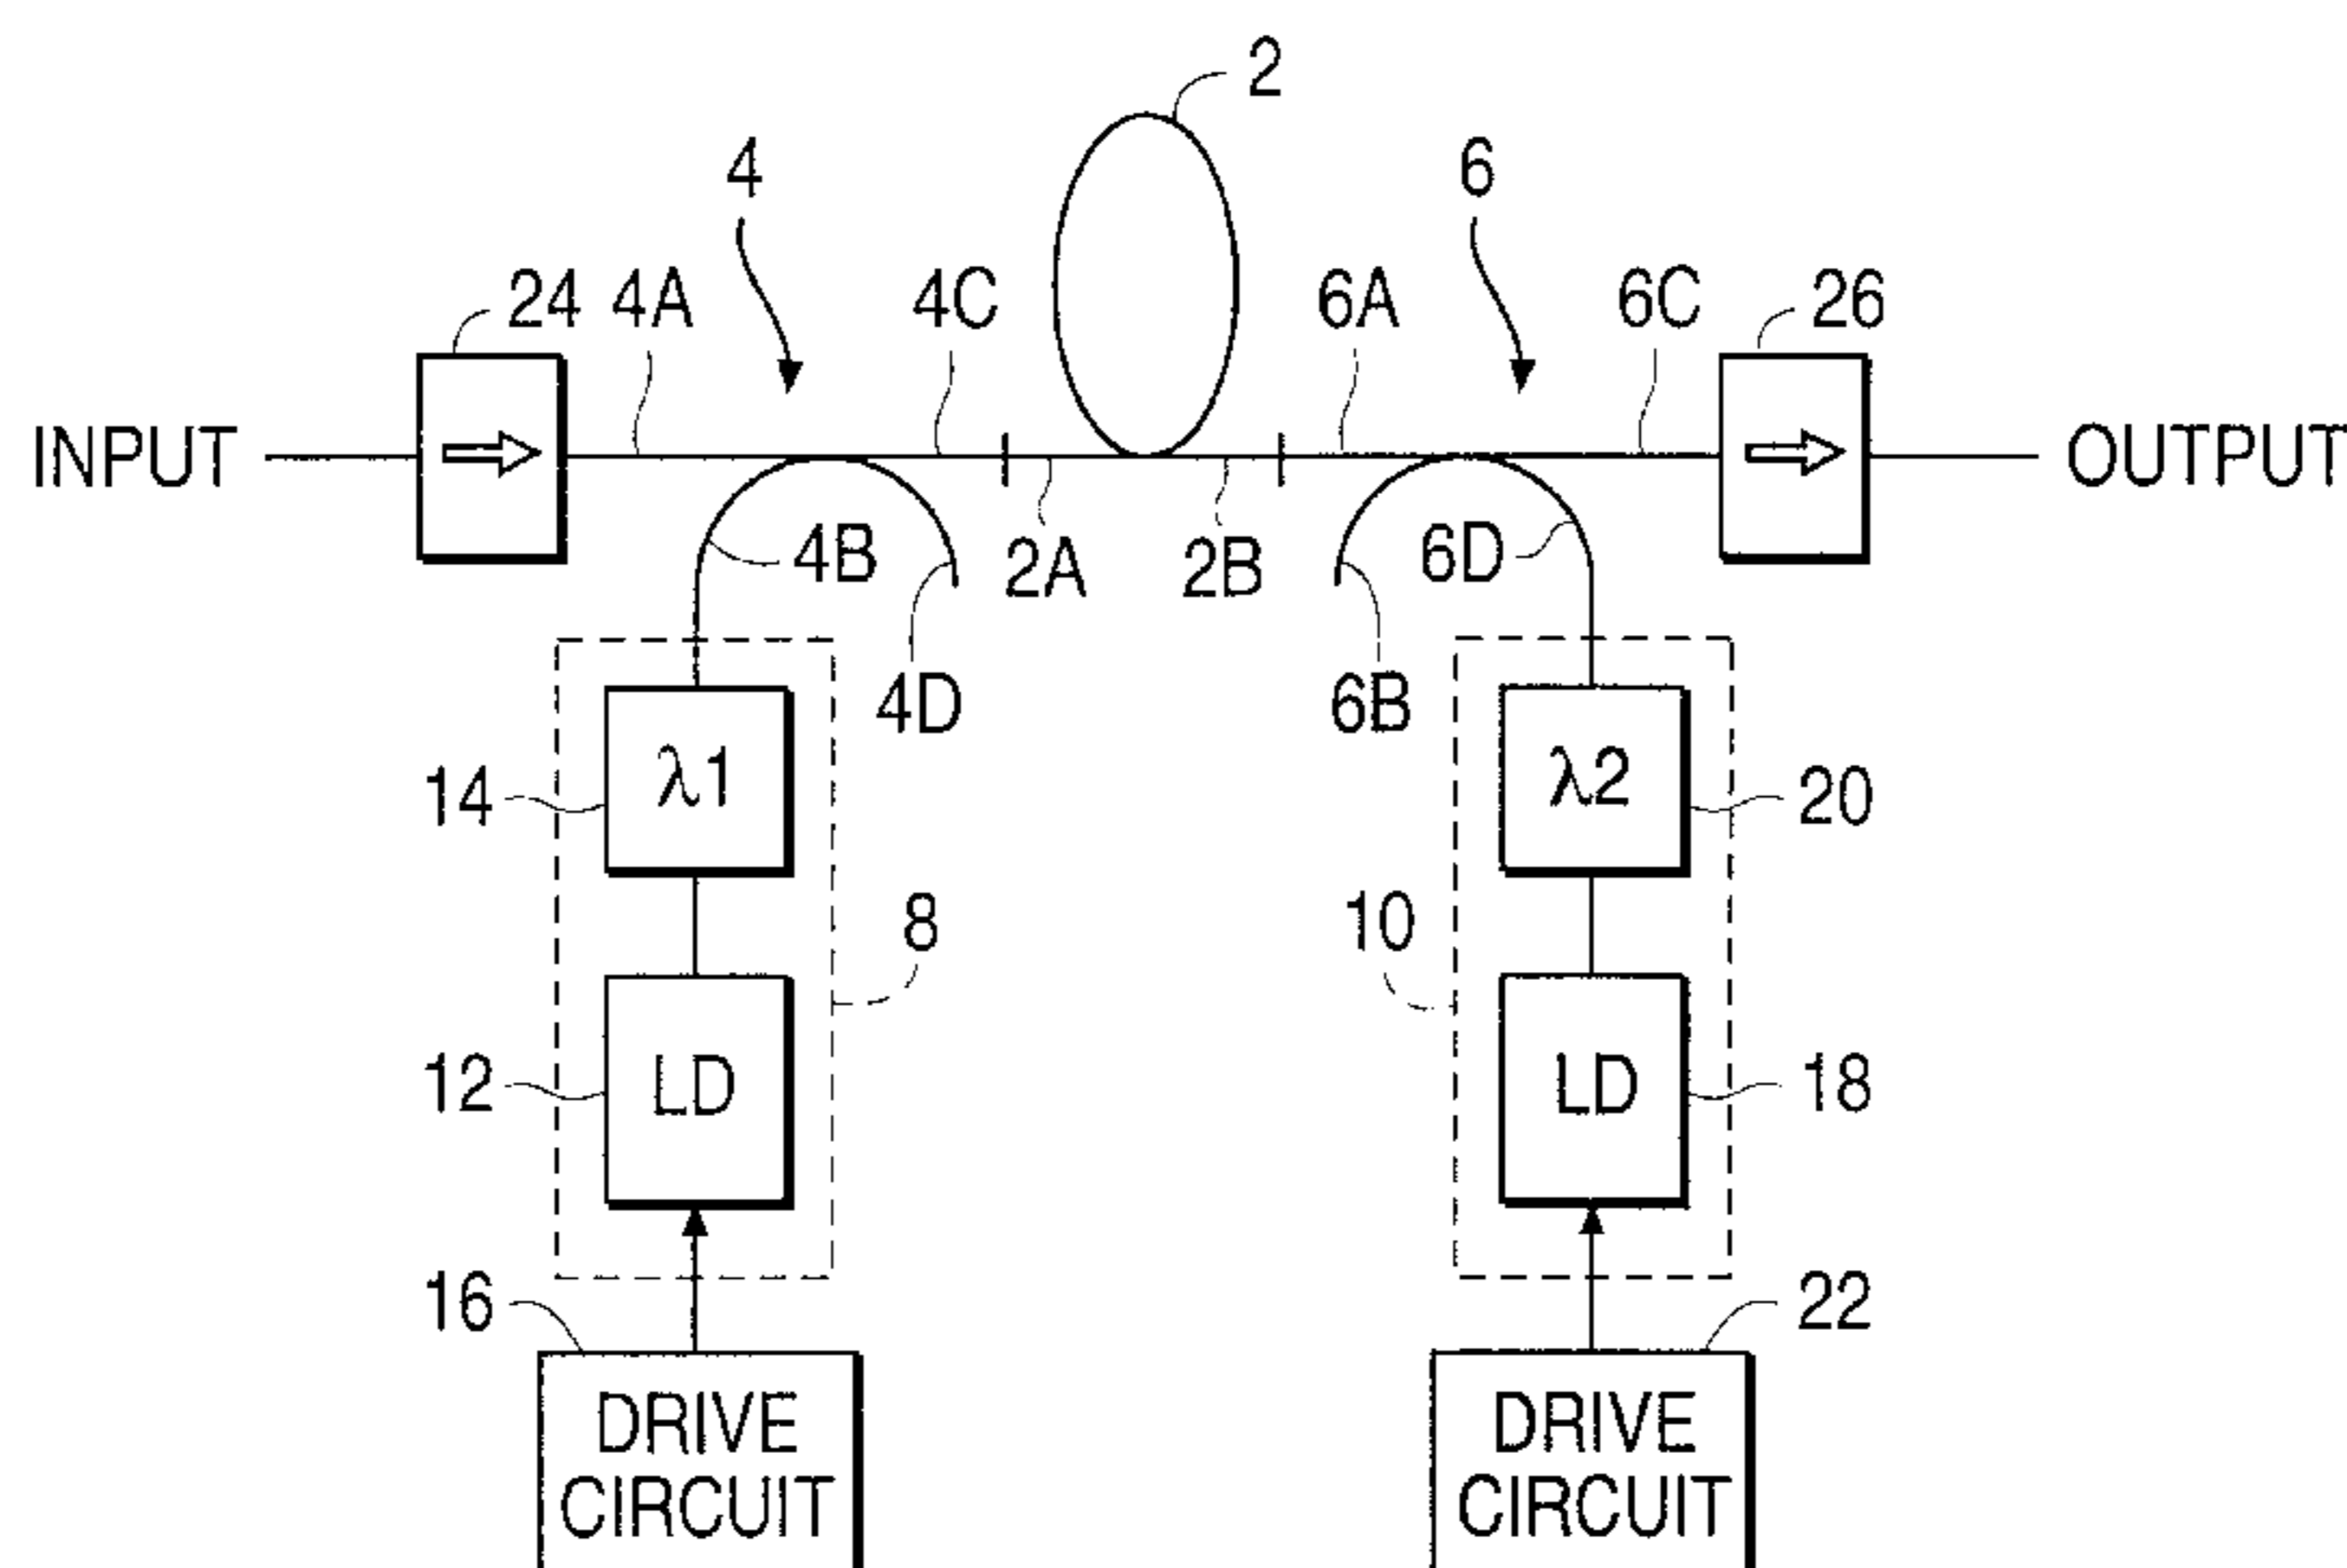 2
4
6
24
4A
4C
6A
6C
26
INPUT
OUTPUT
4B
2A
2B
6D
4D
6B
14
λ1
λ2
20
8
10
12
LD
LD
18
16
22
DRIVE
CIRCUIT
DRIVE
CIRCUIT